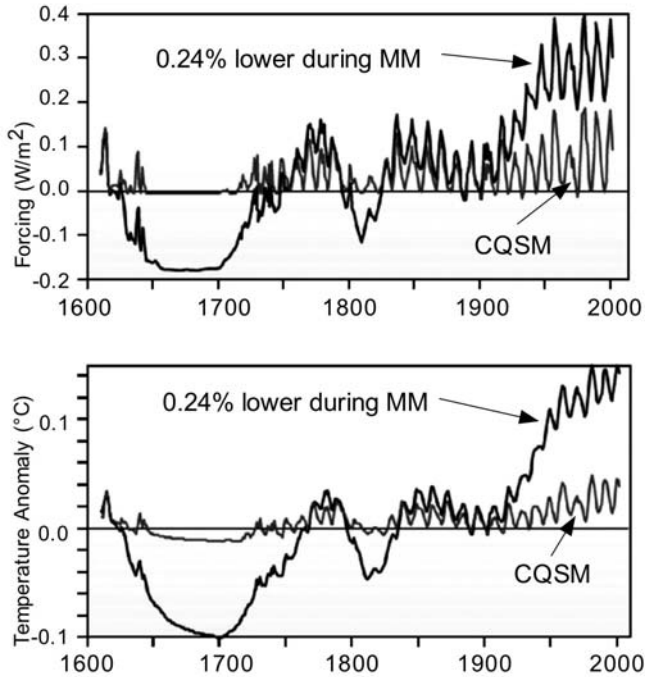 0.4
0.24% lower during MM
0.3
0.2
0.1
0.0
CQSM
-0.1
-0.2
1600 1700 1800 1900 2000
Forcing (W/m²)
0.24% lower during MM
0.1
0.0
CQSM
-0.1
1600 1700 1800 1900 2000
Temperature Anomaly (°C)